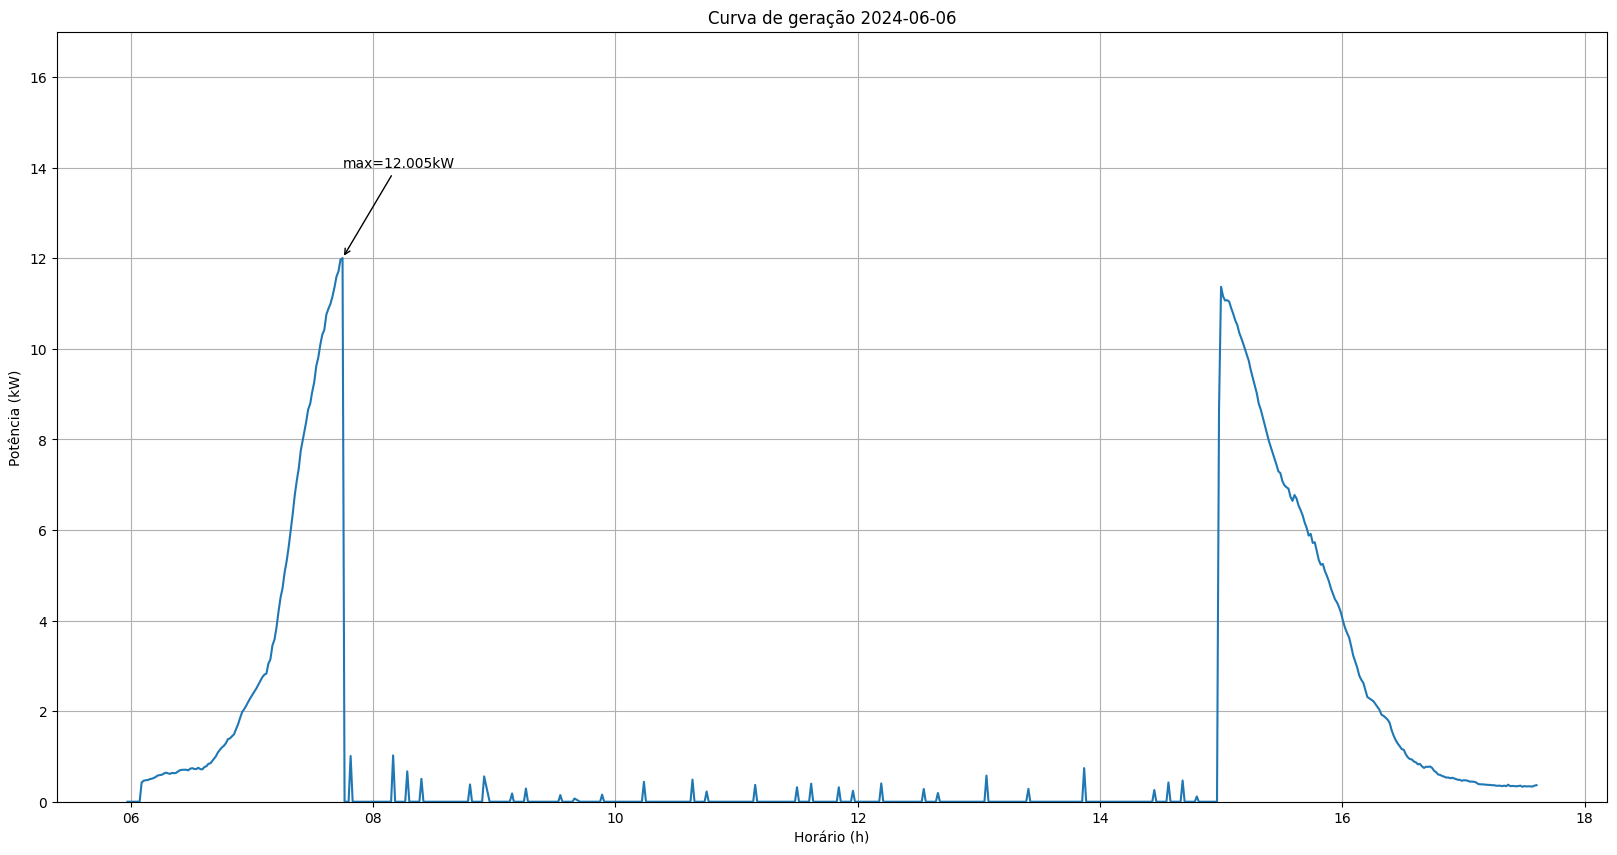 Curva de geração 2024-06-06
16
14
12
10
8
6
4
2
0
Potência (kW)
max=12.005kW
06 08 10 12 14 16 18
Horário (h)